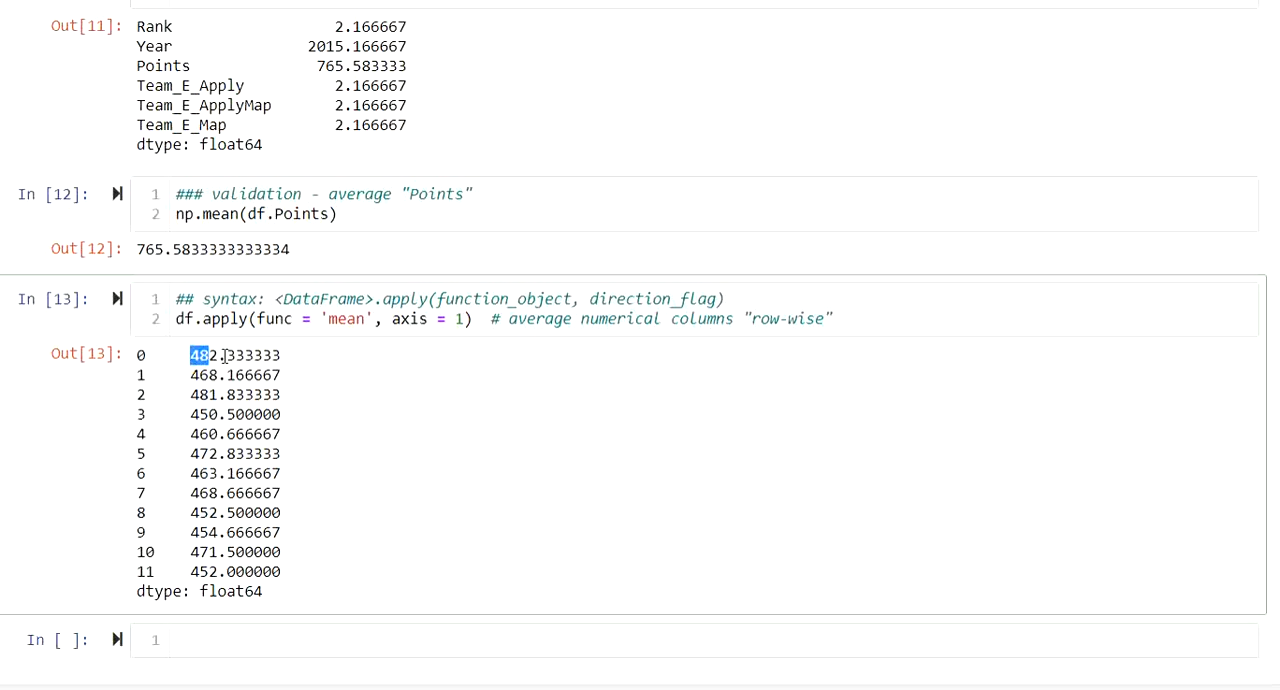 Out[11]: Rank 2.166667
Year 2015.166667
Points 765.583333
Team_E_Apply 2.166667
Team_E_ApplyMap 2.166667
Team_E_Map 2.166667
dtype: float64
In [12]: 1 ### validation - average "Points"
2 np.mean(df.Points)
Out[12]: 765.5833333333334
In [13]: 1 ## syntax: <DataFrame>.apply(function_object, direction_flag)
2 df.apply(func = 'mean', axis = 1) # average numerical columns "row-wise"
Out[13]: 0 482.333333
1 468.166667
2 481.833333
3 450.500000
4 460.666667
5 472.833333
6 463.166667
7 468.666667
8 452.500000
9 454.666667
10 471.500000
11 452.000000
dtype: float64
In [ ]: 1